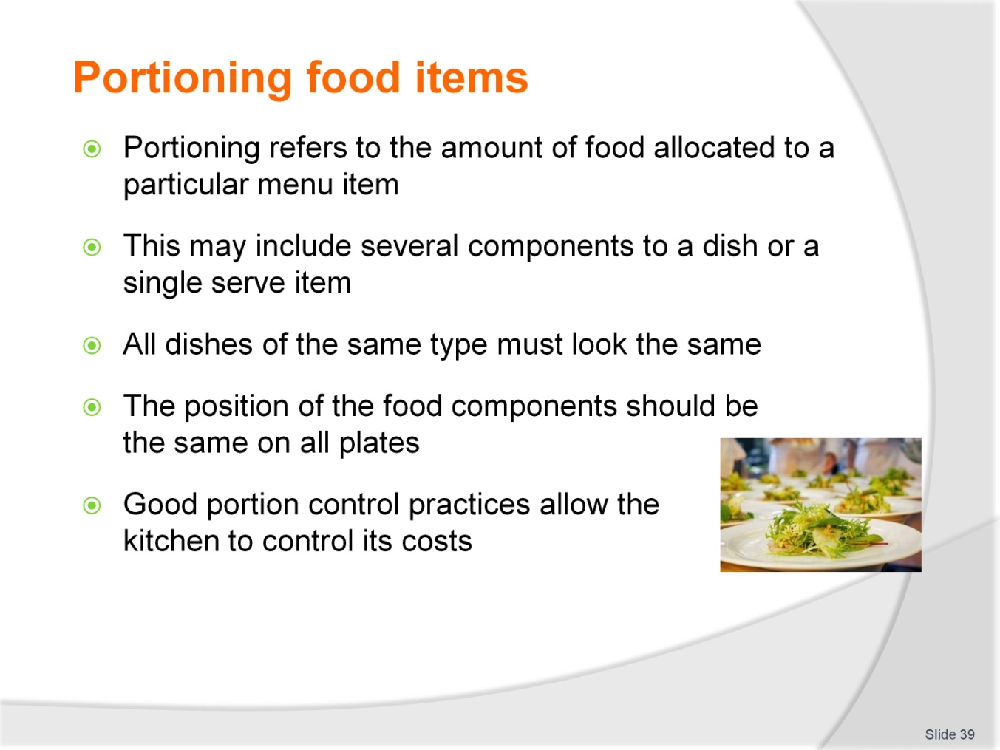 Portioning food items
Portioning refers to the amount of food allocated to a
particular menu item
This may include several components to a dish or a
single serve item
All dishes of the same type must look the same
The position of the food components should be
the same on all plates
Good portion control practices allow the
kitchen to control its costs
Slide 39